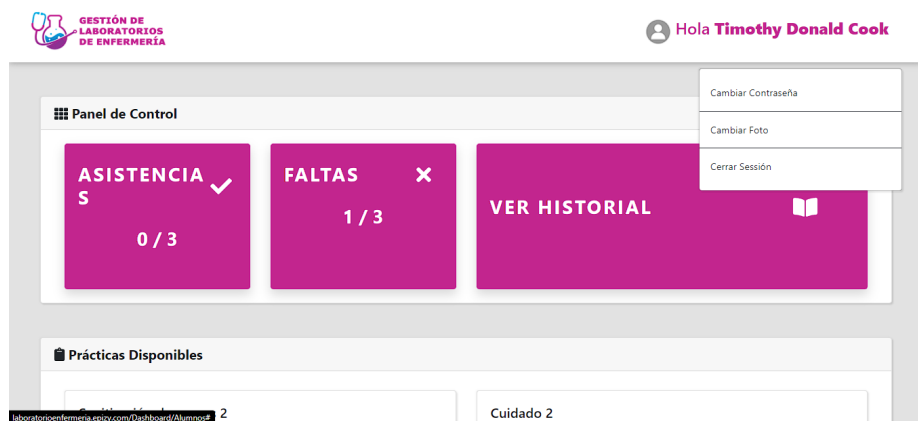 GESTIÓN DE
LABORATORIOS
DE ENFERMERÍA
Hola Timothy Donald Cook
Cambiar Contraseña
Cambiar Foto
Cerrar Sessión
Panel de Control
ASISTENCIA
S
0 / 3
FALTAS
1 / 3
VER HISTORIAL
Prácticas Disponibles
2
Cuidado 2
laboratorioenfermeria.epizy.com/Dashboard/Alumnos#